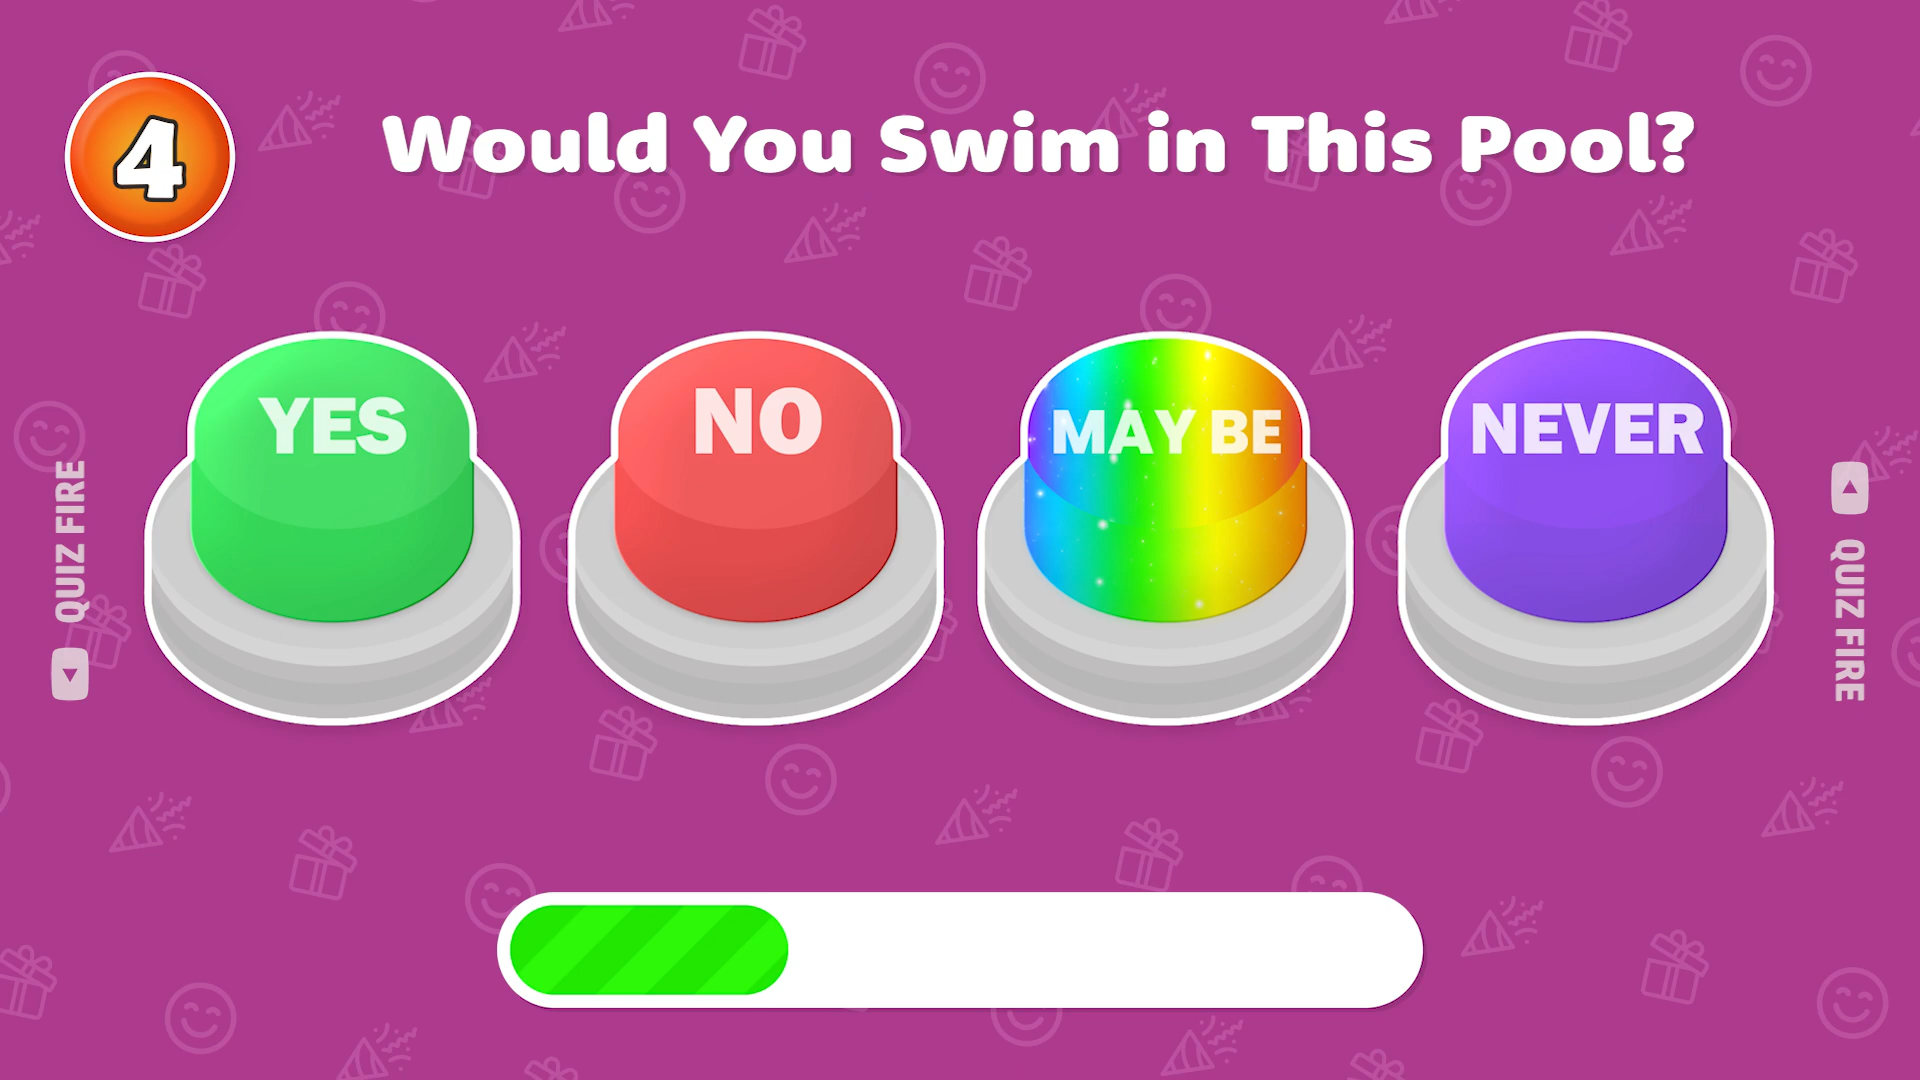 4
Would You Swim in This Pool?
YES
NO
MAY BE
NEVER
QUIZ FIRE
QUIZ FIRE